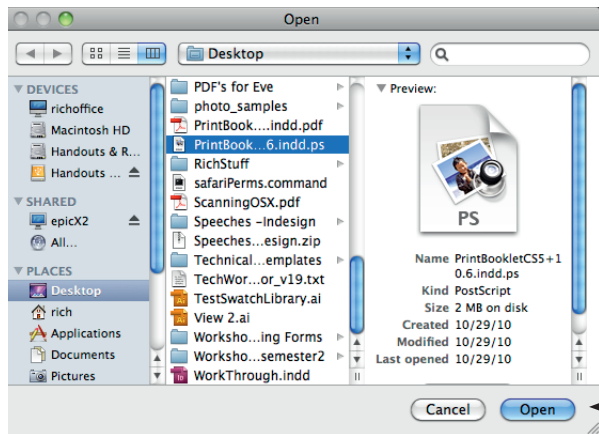 Open
Desktop
DEVICES
richoffice
Macintosh HD
Handouts & R...
Handouts ...
SHARED
epicX2
All...
PLACES
Desktop
rich
Applications
Documents
Pictures
PDF's for Eve
photo_samples
PrintBook....indd.pdf
PrintBook...6.indd.ps
RichStuff
safariPerms.command
ScanningOSX.pdf
Speeches -Indesign
Speeches...esign.zip
Technical...emplates
TechWor...or_v19.txt
TestSwatchLibrary.ai
View 2.ai
Worksho...ing Forms
Worksho...semester2
WorkThrough.indd
Preview:
PS
Name PrintBookletCS5+1
0.6.indd.ps
Kind PostScript
Size 2 MB on disk
Created 10/29/10
Modified 10/29/10
Last opened 10/29/10
Cancel
Open